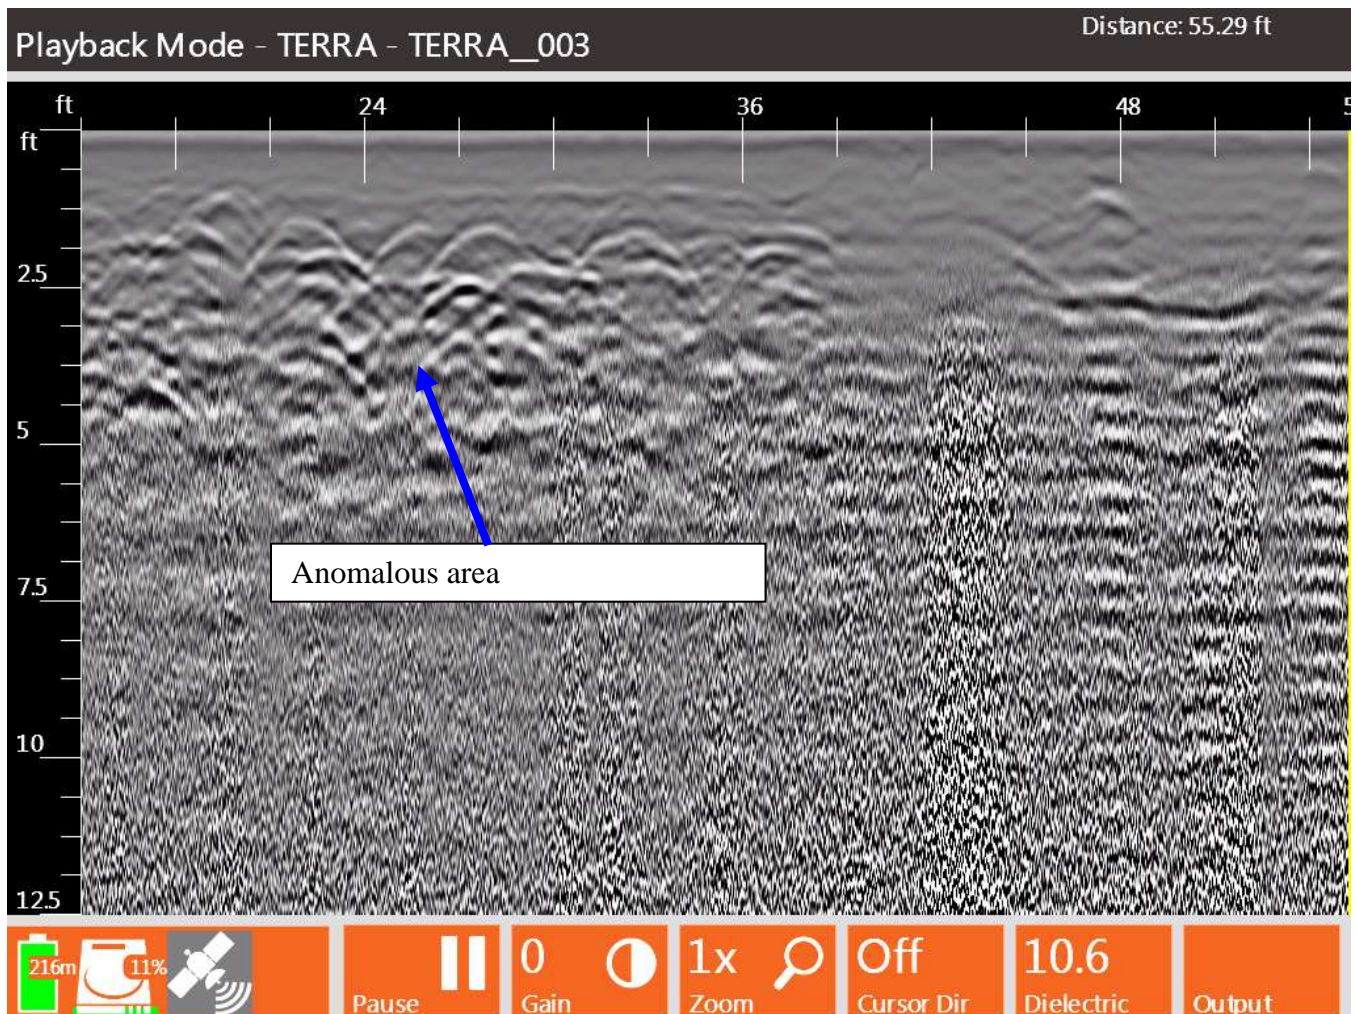 Playback Mode - TERRA - TERRA__003
Distance: 55.29 ft
ft 24 36 48
ft
2.5
5
Anomalous area
7.5
10
12.5
216m 11% 0 1x Off 10.6
Pause Gain Zoom Cursor Dir Dielectric Output